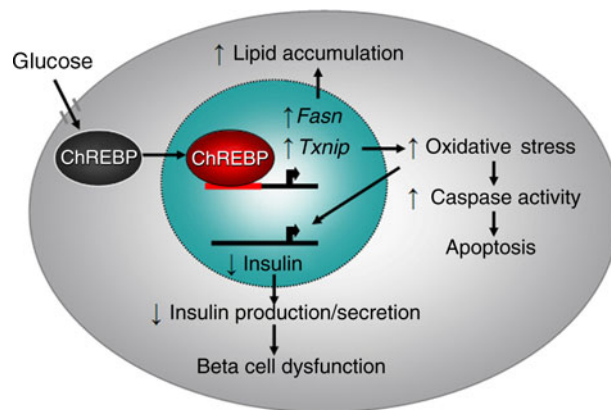 ↑ Lipid accumulation
Glucose
↑ Fasn
↑ Txnip
ChREBP
ChREBP
↑ Oxidative stress
↑ Caspase activity
Apoptosis
↓ Insulin
↓ Insulin production/secretion
Beta cell dysfunction